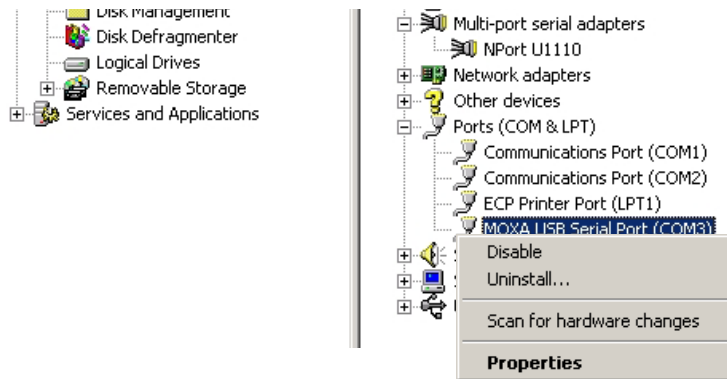 Disk Management
Disk Defragmenter
Logical Drives
Removable Storage
Services and Applications
Multi-port serial adapters
NPort U1110
Network adapters
Other devices
Ports (COM & LPT)
Communications Port (COM1)
Communications Port (COM2)
ECP Printer Port (LPT1)
MOXA USB Serial Port (COM3)
Disable
Uninstall...
Scan for hardware changes
Properties